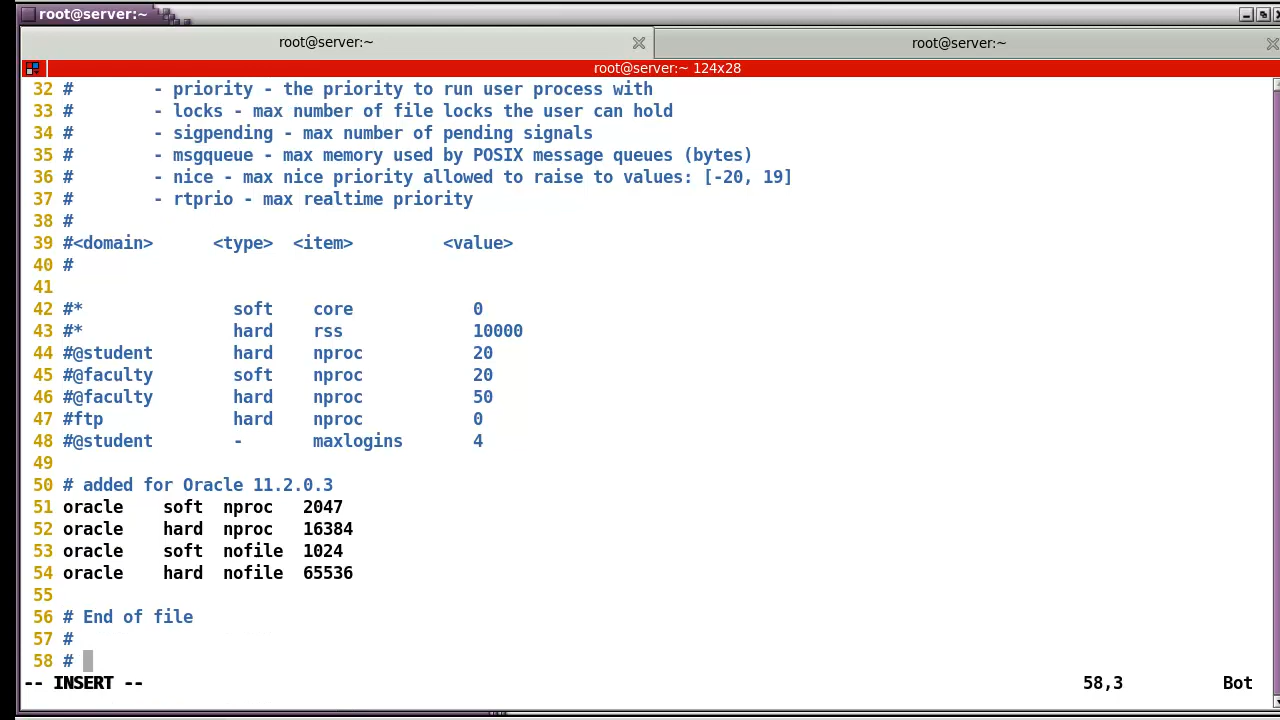 root@server:~
root@server:~ root@server:~
root@server:~ 124x28
32 #        - priority - the priority to run user process with
33 #        - locks - max number of file locks the user can hold
34 #        - sigpending - max number of pending signals
35 #        - msgqueue - max memory used by POSIX message queues (bytes)
36 #        - nice - max nice priority allowed to raise to values: [-20, 19]
37 #        - rtprio - max realtime priority
38 #
39 #<domain>      <type>  <item>         <value>
40 #
41
42 #*               soft    core            0
43 #*               hard    rss             10000
44 #@student        hard    nproc           20
45 #@faculty        soft    nproc           20
46 #@faculty        hard    nproc           50
47 #ftp             hard    nproc           0
48 #@student        -       maxlogins       4
49
50 # added for Oracle 11.2.0.3
51 oracle    soft  nproc   2047
52 oracle    hard  nproc   16384
53 oracle    soft  nofile  1024
54 oracle    hard  nofile  65536
55
56 # End of file
57 #
58 #
-- INSERT -- 58,3 Bot